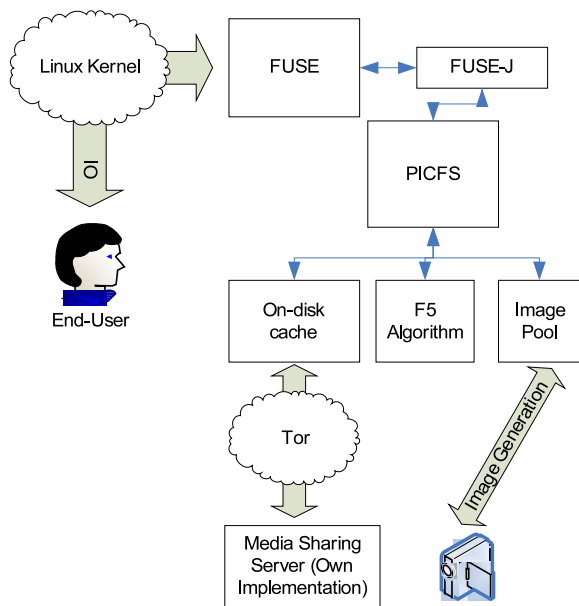 Linux Kernel
FUSE
FUSE-J
PICFS
IO
End-User
On-disk
cache
F5
Algorithm
Image
Pool
Tor
Image Generation
Media Sharing
Server (Own
Implementation)